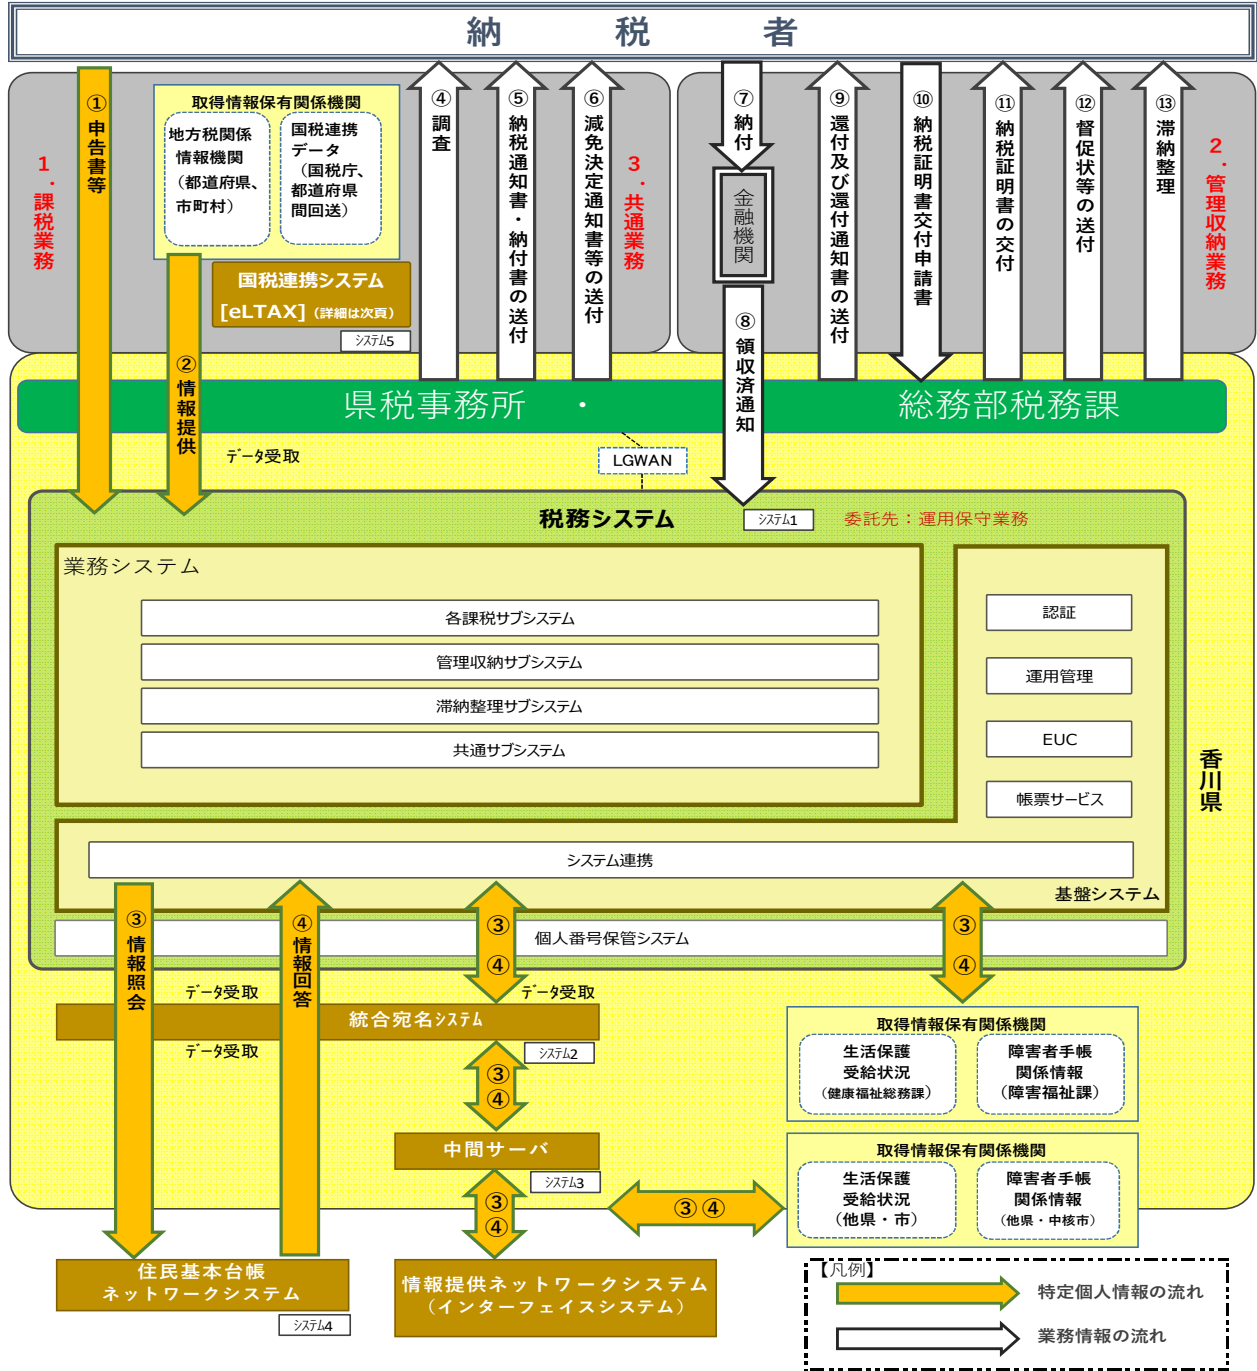 納　税　者
１．課税業務
①申告書等
取得情報保有関係機関
地方税関係
情報機関
（都道府県、
市町村）
国税連携
データ
（国税庁、
都道府県
間回送）
国税連携システム
[eLTAX]（詳細は次頁）
システム5
②情報提供
④調査
⑤納税通知書・納付書の送付
⑥減免決定通知書等の送付
３．共通業務
⑦納付
金融機関
⑧領収済通知
⑨還付及び還付通知書の送付
⑩納税証明書交付申請書
⑪納税証明書の交付
⑫督促状等の送付
⑬滞納整理
２．管理収納業務
県税事務所　・　総務部税務課
データ受取
LGWAN
税務システム
システム1
委託先：運用保守業務
業務システム
各課税サブシステム
管理収納サブシステム
滞納整理サブシステム
共通サブシステム
認証
運用管理
EUC
帳票サービス
香川県
システム連携
基盤システム
個人番号保管システム
③情報照会
④情報回答
③
④
③
④
データ受取
データ受取
統合宛名システム
データ受取
システム2
③
④
中間サーバ
システム3
③
④
③④
取得情報保有関係機関
生活保護
受給状況
（健康福祉総務課）
障害者手帳
関係情報
（障害福祉課）
取得情報保有関係機関
生活保護
受給状況
（他県・市）
障害者手帳
関係情報
（他県・中核市）
住民基本台帳
ネットワークシステム
システム4
情報提供ネットワークシステム
（インターフェイスシステム）
【凡例】
特定個人情報の流れ
業務情報の流れ